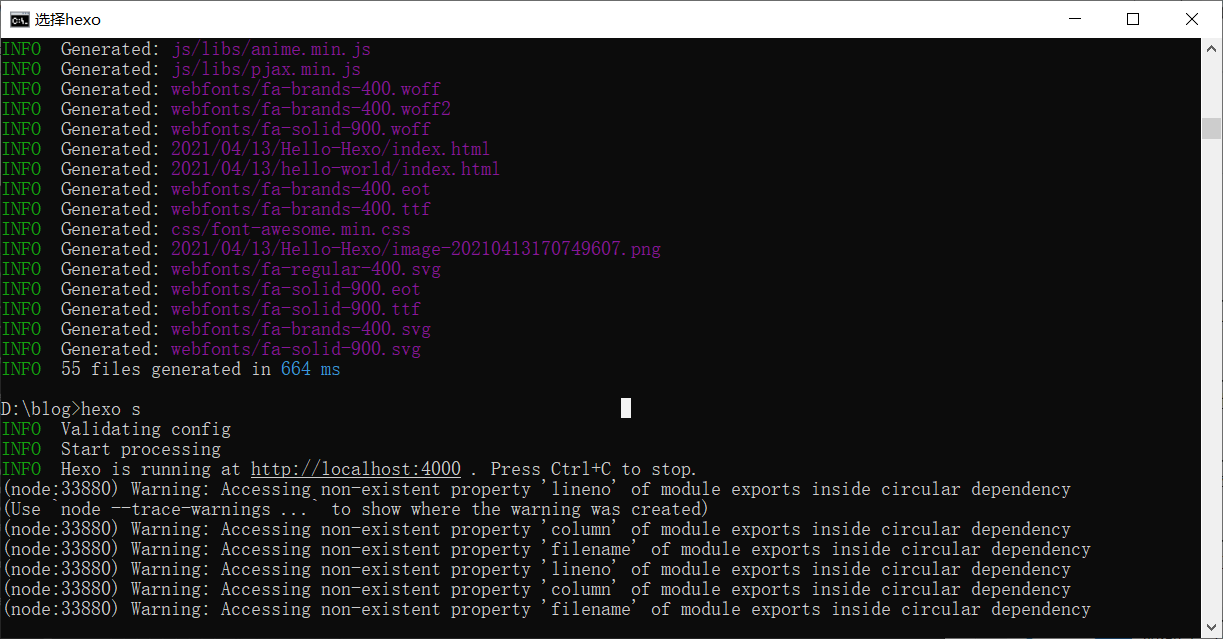 选择hexo
INFO  Generated: js/libs/anime.min.js
INFO  Generated: js/libs/pjax.min.js
INFO  Generated: webfonts/fa-brands-400.woff
INFO  Generated: webfonts/fa-brands-400.woff2
INFO  Generated: webfonts/fa-solid-900.woff
INFO  Generated: 2021/04/13/Hello-Hexo/index.html
INFO  Generated: 2021/04/13/hello-world/index.html
INFO  Generated: webfonts/fa-brands-400.eot
INFO  Generated: webfonts/fa-brands-400.ttf
INFO  Generated: css/font-awesome.min.css
INFO  Generated: 2021/04/13/Hello-Hexo/image-20210413170749607.png
INFO  Generated: webfonts/fa-regular-400.svg
INFO  Generated: webfonts/fa-solid-900.eot
INFO  Generated: webfonts/fa-solid-900.ttf
INFO  Generated: webfonts/fa-brands-400.svg
INFO  Generated: webfonts/fa-solid-900.svg
INFO  55 files generated in 664 ms
D:\blog>hexo s
INFO  Validating config
INFO  Start processing
INFO  Hexo is running at http://localhost:4000 . Press Ctrl+C to stop.
(node:33880) Warning: Accessing non-existent property 'lineno' of module exports inside circular dependency
(Use `node --trace-warnings ...` to show where the warning was created)
(node:33880) Warning: Accessing non-existent property 'column' of module exports inside circular dependency
(node:33880) Warning: Accessing non-existent property 'filename' of module exports inside circular dependency
(node:33880) Warning: Accessing non-existent property 'lineno' of module exports inside circular dependency
(node:33880) Warning: Accessing non-existent property 'column' of module exports inside circular dependency
(node:33880) Warning: Accessing non-existent property 'filename' of module exports inside circular dependency